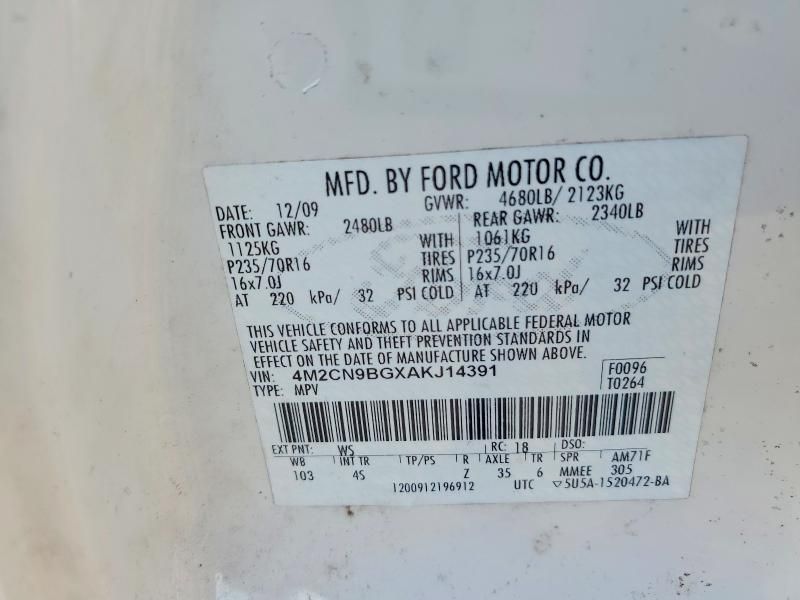 MFD. BY FORD MOTOR CO.
DATE: 12/09 GVWR: 4680LB/ 2123KG
FRONT GAWR: 2480LB REAR GAWR: 2340LB
1125KG WITH 1061KG WITH
P235/70R16 TIRES P235/70R16 TIRES
16x7.0J RIMS 16x7.0J RIMS
AT 220 kPa/ 32 PSI COLD AT 220 kPa/ 32 PSI COLD
THIS VEHICLE CONFORMS TO ALL APPLICABLE FEDERAL MOTOR
VEHICLE SAFETY AND THEFT PREVENTION STANDARDS IN
EFFECT ON THE DATE OF MANUFACTURE SHOWN ABOVE.
VIN: 4M2CN9BGXAKJ14391 F0096
TYPE: MPV T0264
EXT PNT: WS RC: 18 DSO:
WB INT TR TP/PS R AXLE TR SPR AM71F
103 4S Z 35 6 MMEE 305
1200912196912 UTC ▽5U5A-1520472-BA